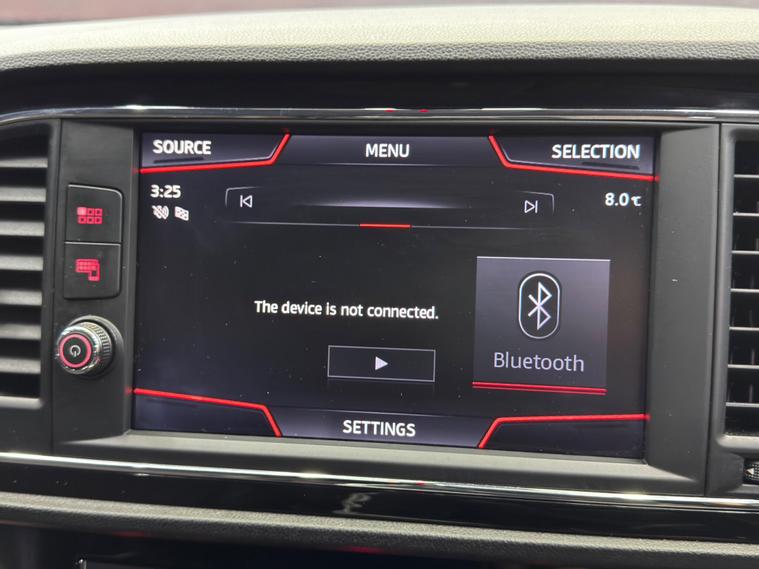 SOURCE
MENU
SELECTION
3:25
8.0°C
The device is not connected.
Bluetooth
SETTINGS